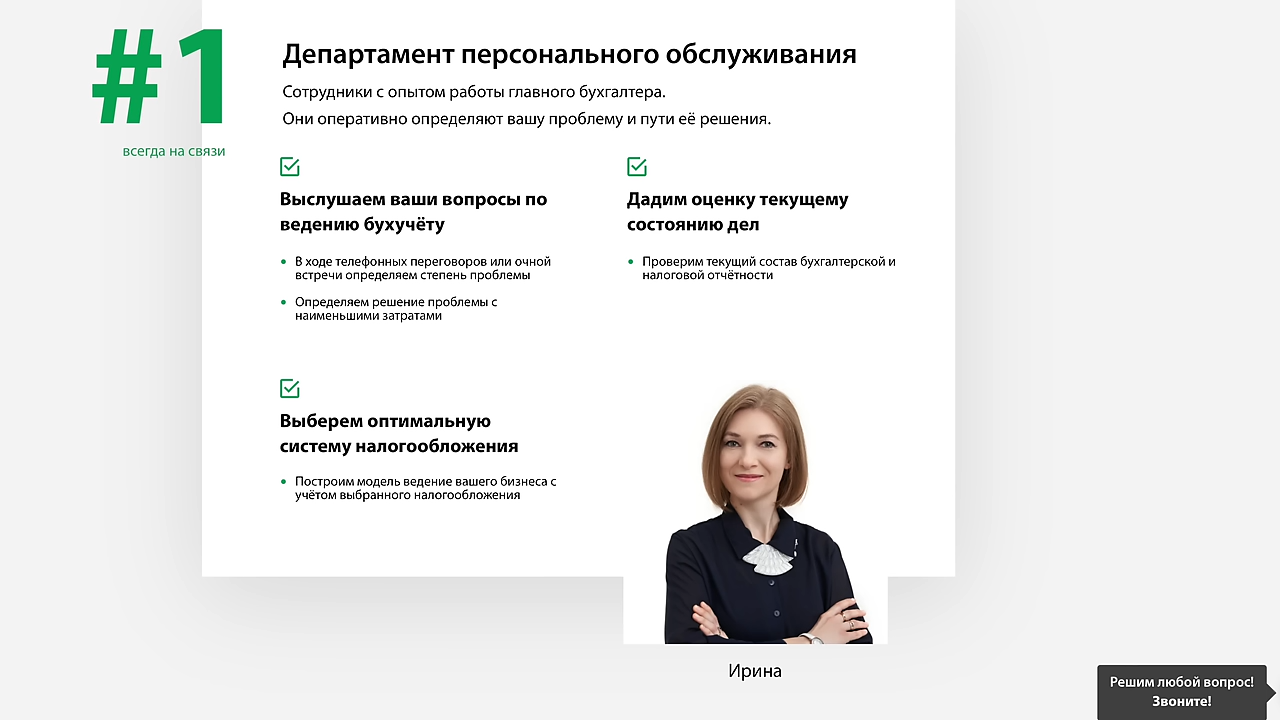 #1
всегда на связи
Департамент персонального обслуживания
Сотрудники с опытом работы главного бухгалтера.
Они оперативно определяют вашу проблему и пути её решения.
Выслушаем ваши вопросы по
ведению бухучёту
• В ходе телефонных переговоров или очной
встречи определяем степень проблемы
• Определяем решение проблемы с
наименьшими затратами
Дадим оценку текущему
состоянию дел
• Проверим текущий состав бухгалтерской и
налоговой отчётности
Выберем оптимальную
систему налогообложения
• Построим модель ведение вашего бизнеса с
учётом выбранного налогообложения
Ирина
Решим любой вопрос!
Звоните!